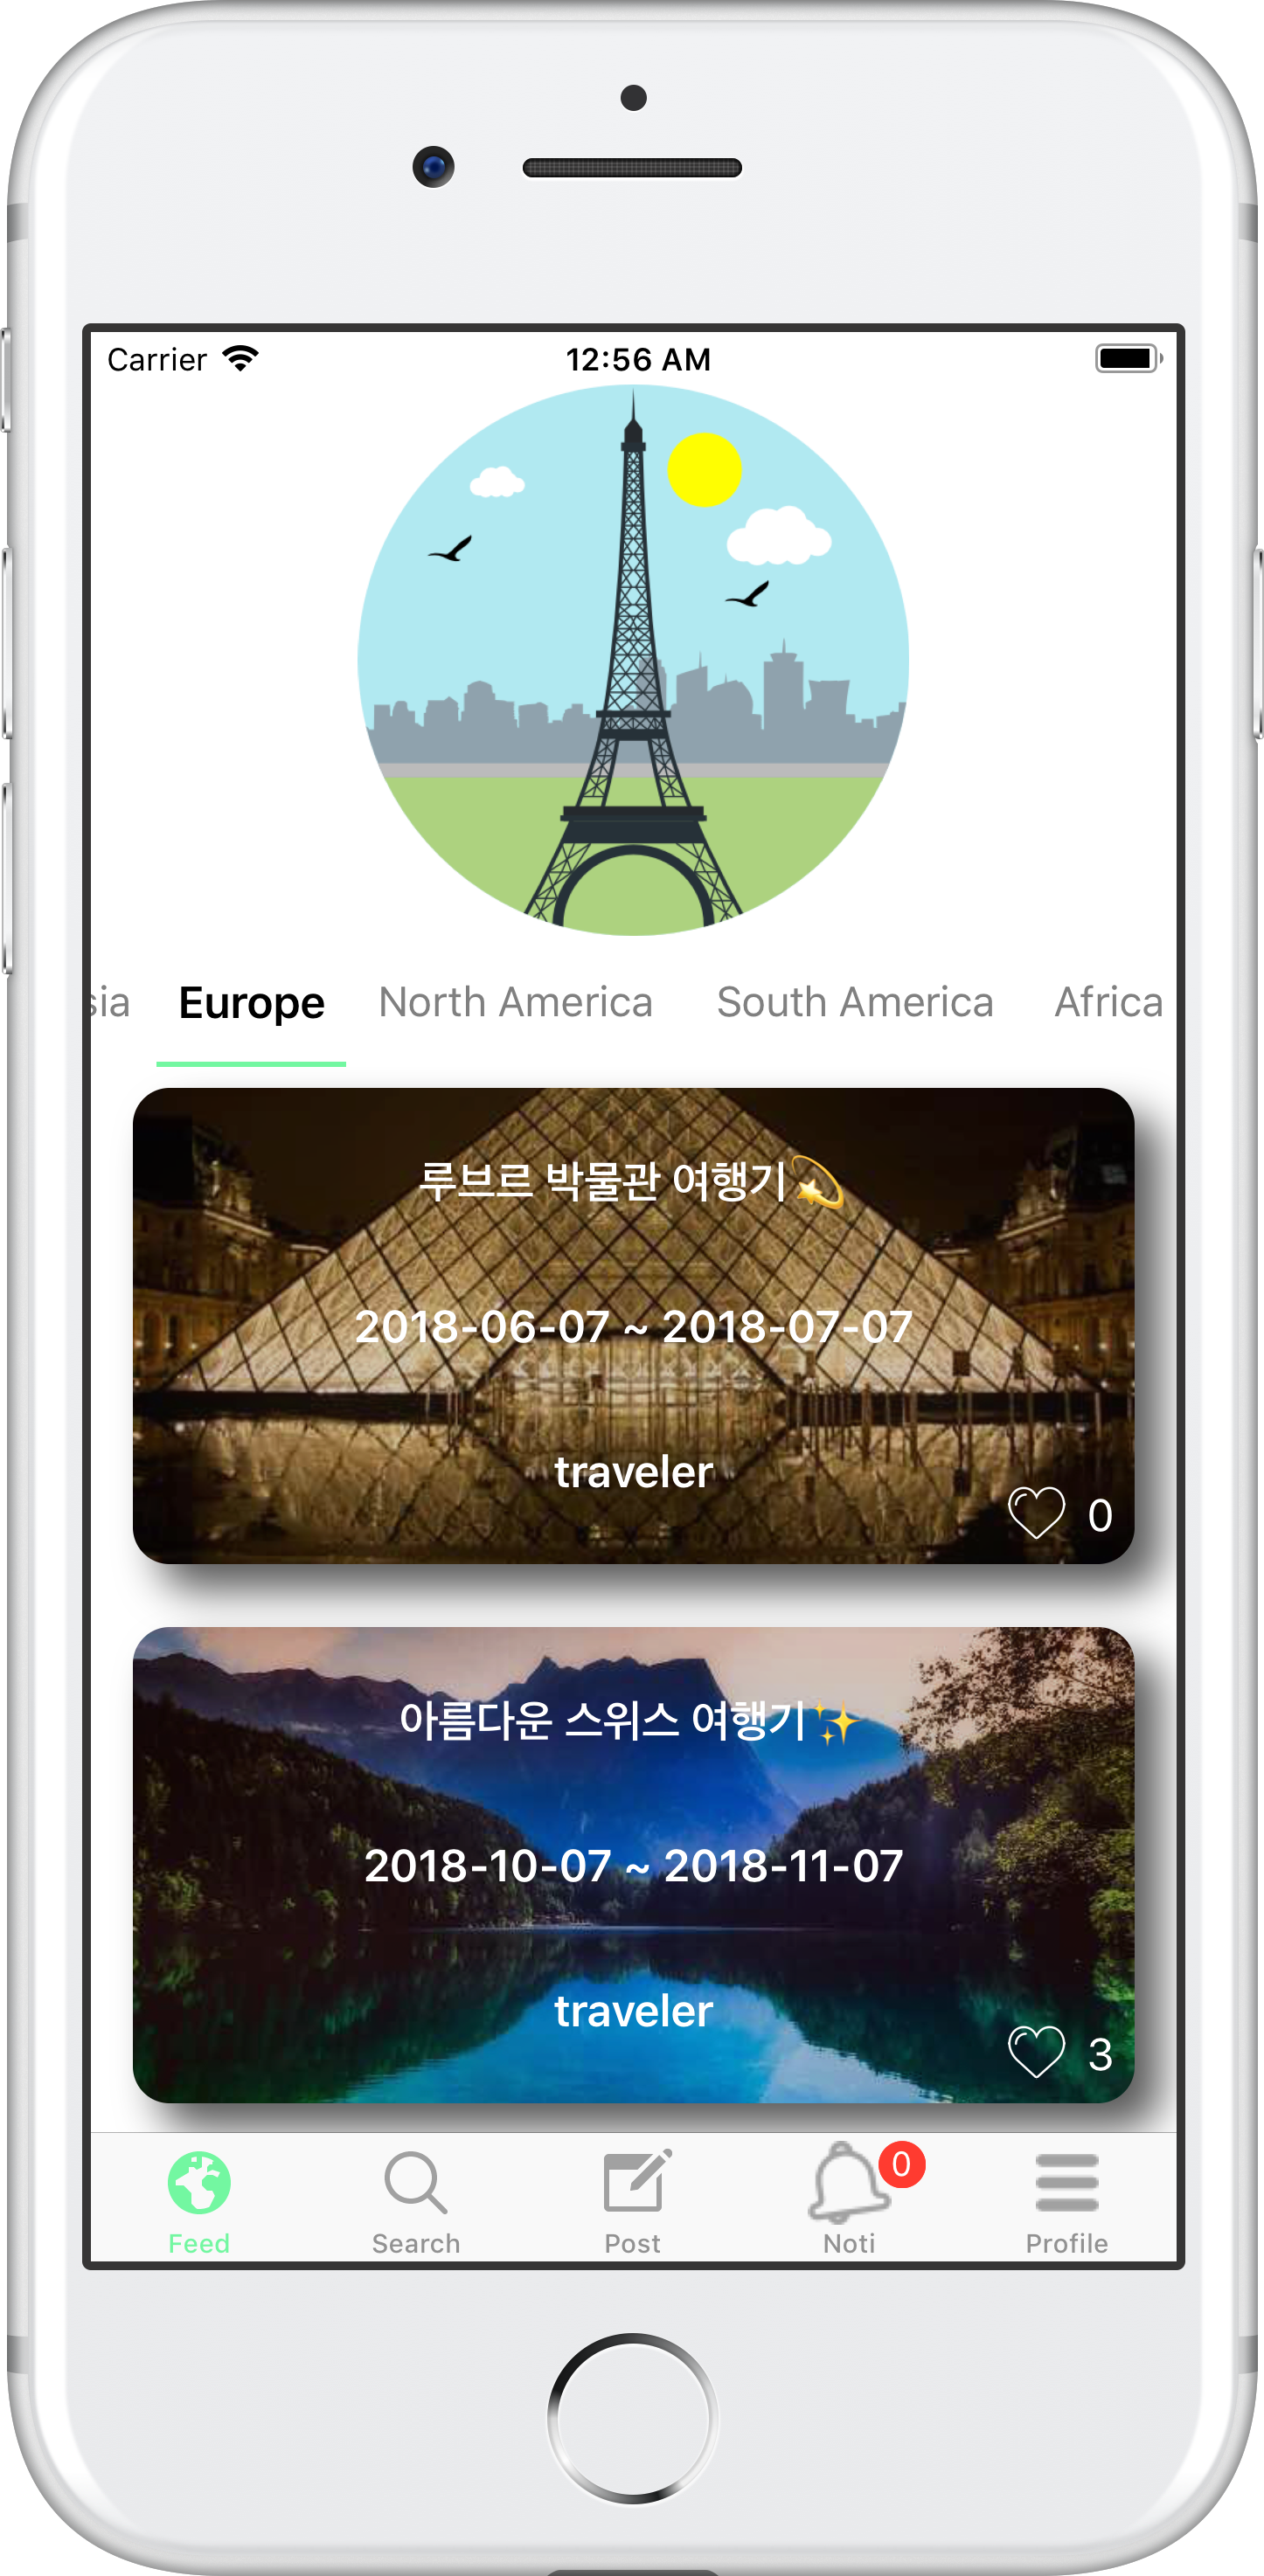 Carrier 12:56 AM
sia Europe North America South America Africa
루브르 박물관 여행기💫
2018-06-07 ~ 2018-07-07
traveler
0
아름다운 스위스 여행기✨
2018-10-07 ~ 2018-11-07
traveler
3
0
Feed Search Post Noti Profile